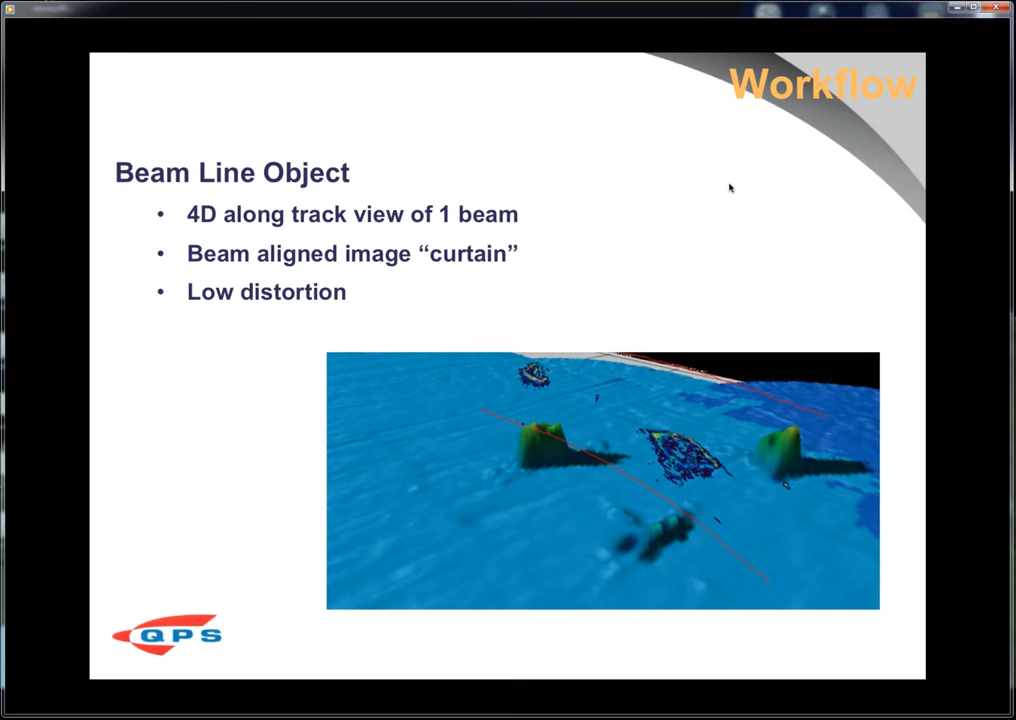 Workflow
Beam Line Object
• 4D along track view of 1 beam
• Beam aligned image “curtain”
• Low distortion
QPS